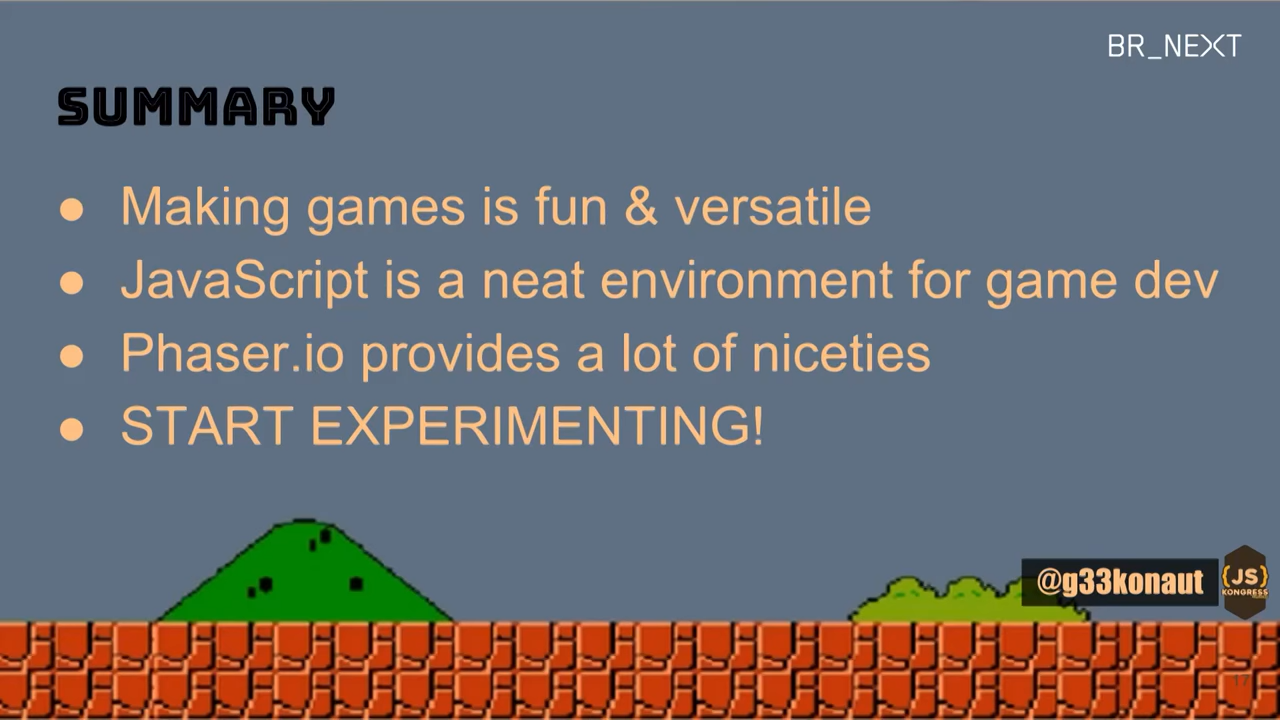 BR_NEXT
SUMMARY
● Making games is fun & versatile
● JavaScript is a neat environment for game dev
● Phaser.io provides a lot of niceties
● START EXPERIMENTING!
@g33konaut
{JS}
KONGRESS
17